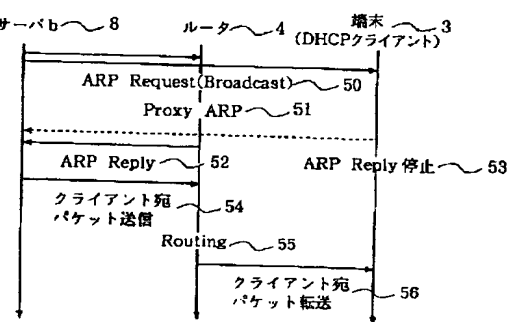 サーバb 8
ルータ 4
端末 3
(DHCPクライアント)
ARP Request(Broadcast) 50
Proxy ARP 51
ARP Reply 52
ARP Reply 停止 53
クライアント宛
パケット送信 54
Routing 55
クライアント宛
パケット転送 56